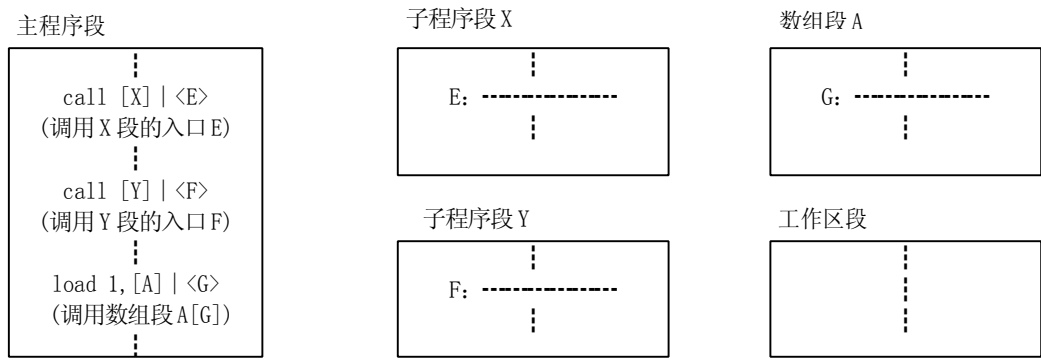 主程序段
call [X] | <E>
(调用X段的入口E)
call [Y] | <F>
(调用Y段的入口F)
load 1,[A] | <G>
(调用数组段A[G])
子程序段X
E:
子程序段Y
F:
数组段A
G:
工作区段